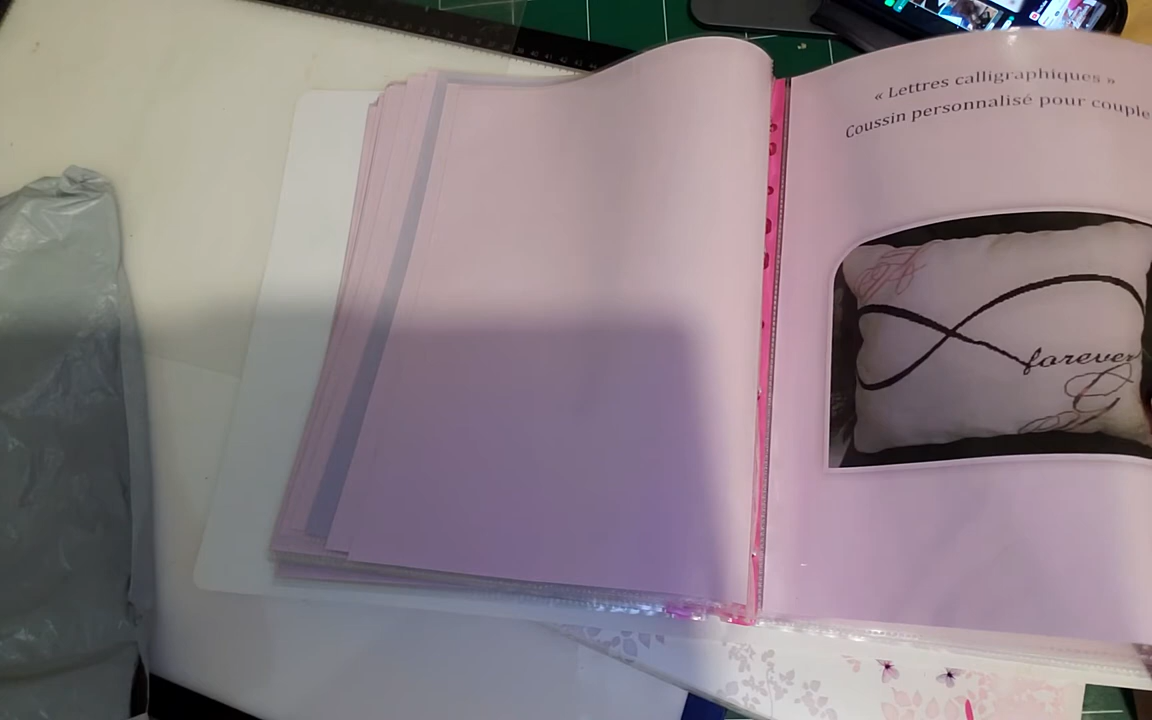 « Lettres calligraphiques »
Coussin personnalisé pour couple
forever